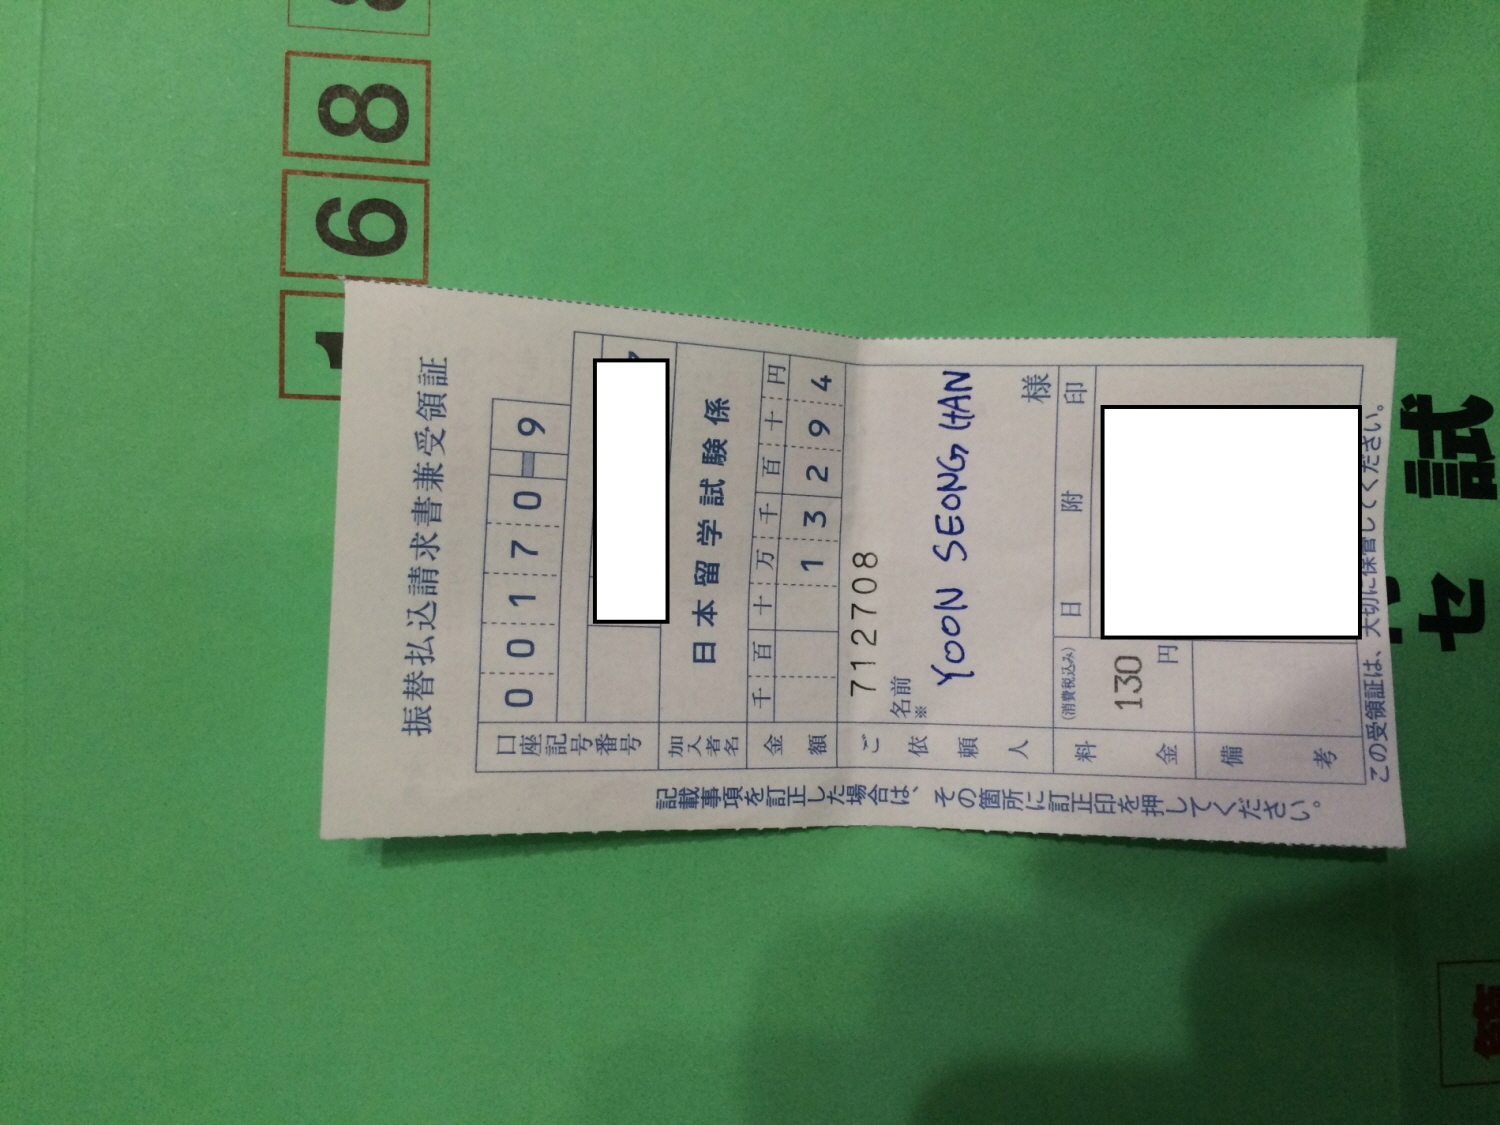 振替払込請求書兼受領証
口座記号番号
0 0 1 7 0 - 9
加入者名
日本留学試験係
金額
千 百 十 万 千 百 十 円
1 3 2 9 4
7 1 2 7 0 8
ご依頼人
名前
※
YOON SEONG HAN
様
料金
(消費税込み)
130
円
日 附 印
備考
この受領証は、大切に保管してください。
記載事項を訂正した場合は、その箇所に訂正印を押してください。
6 8
試
セ